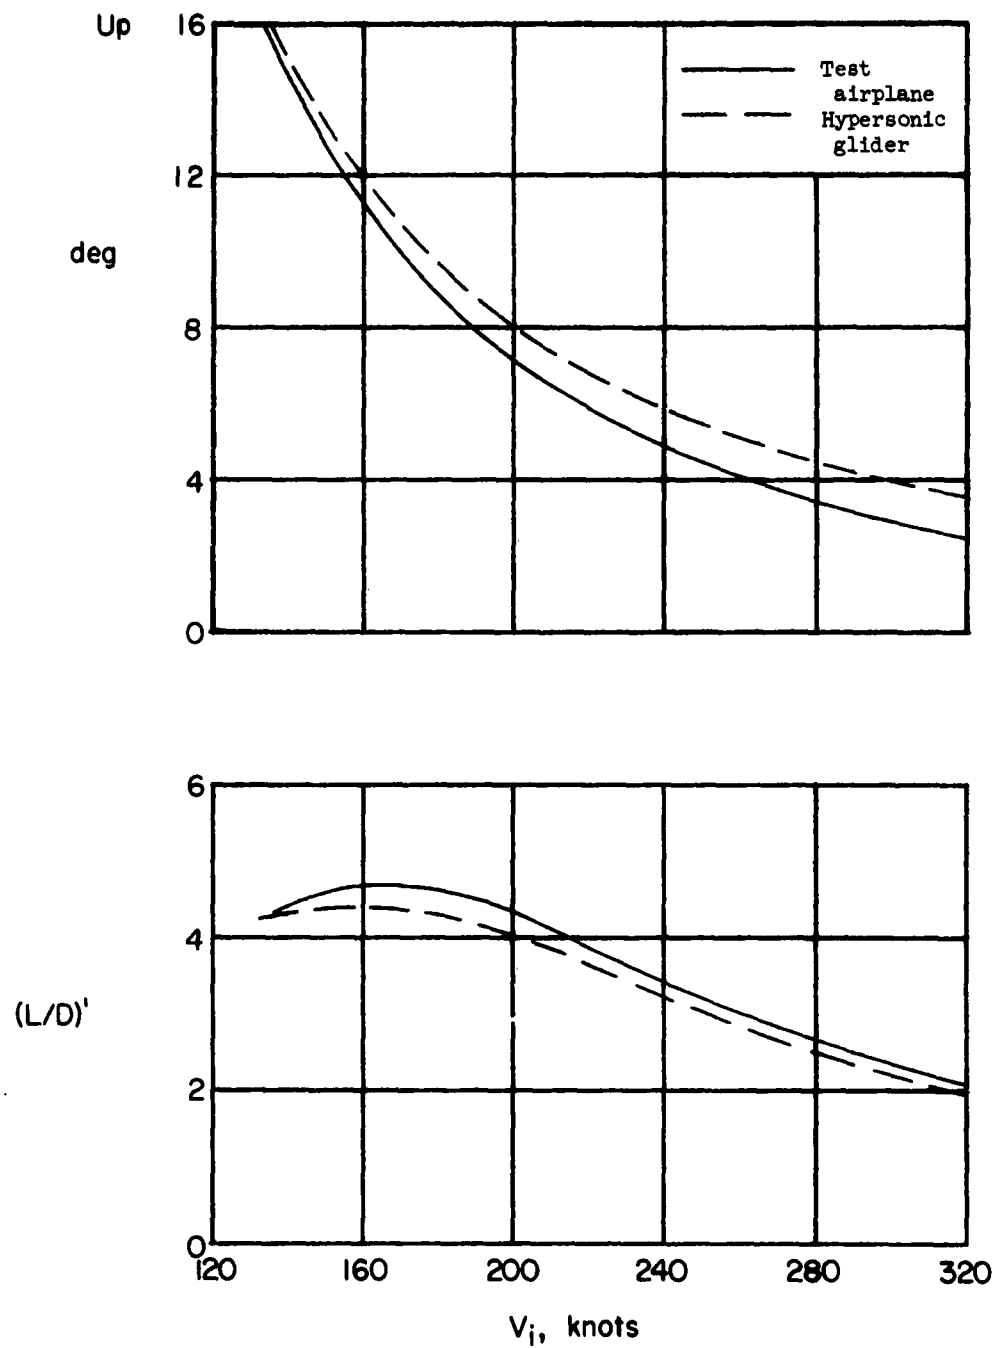 Up 16
Test
airplane
Hypersonic
glider
12
deg
8
4
0
6
4
(L/D)'
2
0
120 160 200 240 280 320
Vi, knots